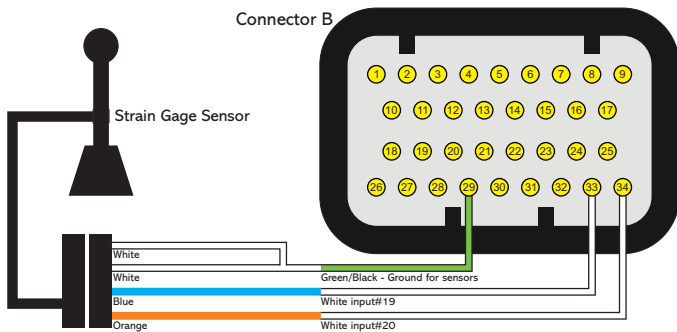 Connector B
1 2 3 4 5 6 7 8 9
Strain Gage Sensor
10 11 12 13 14 15 16 17
18 19 20 21 22 23 24 25
26 27 28 29 30 31 32 33 34
White
White Green/Black - Ground for sensors
Blue White input#19
Orange White input#20